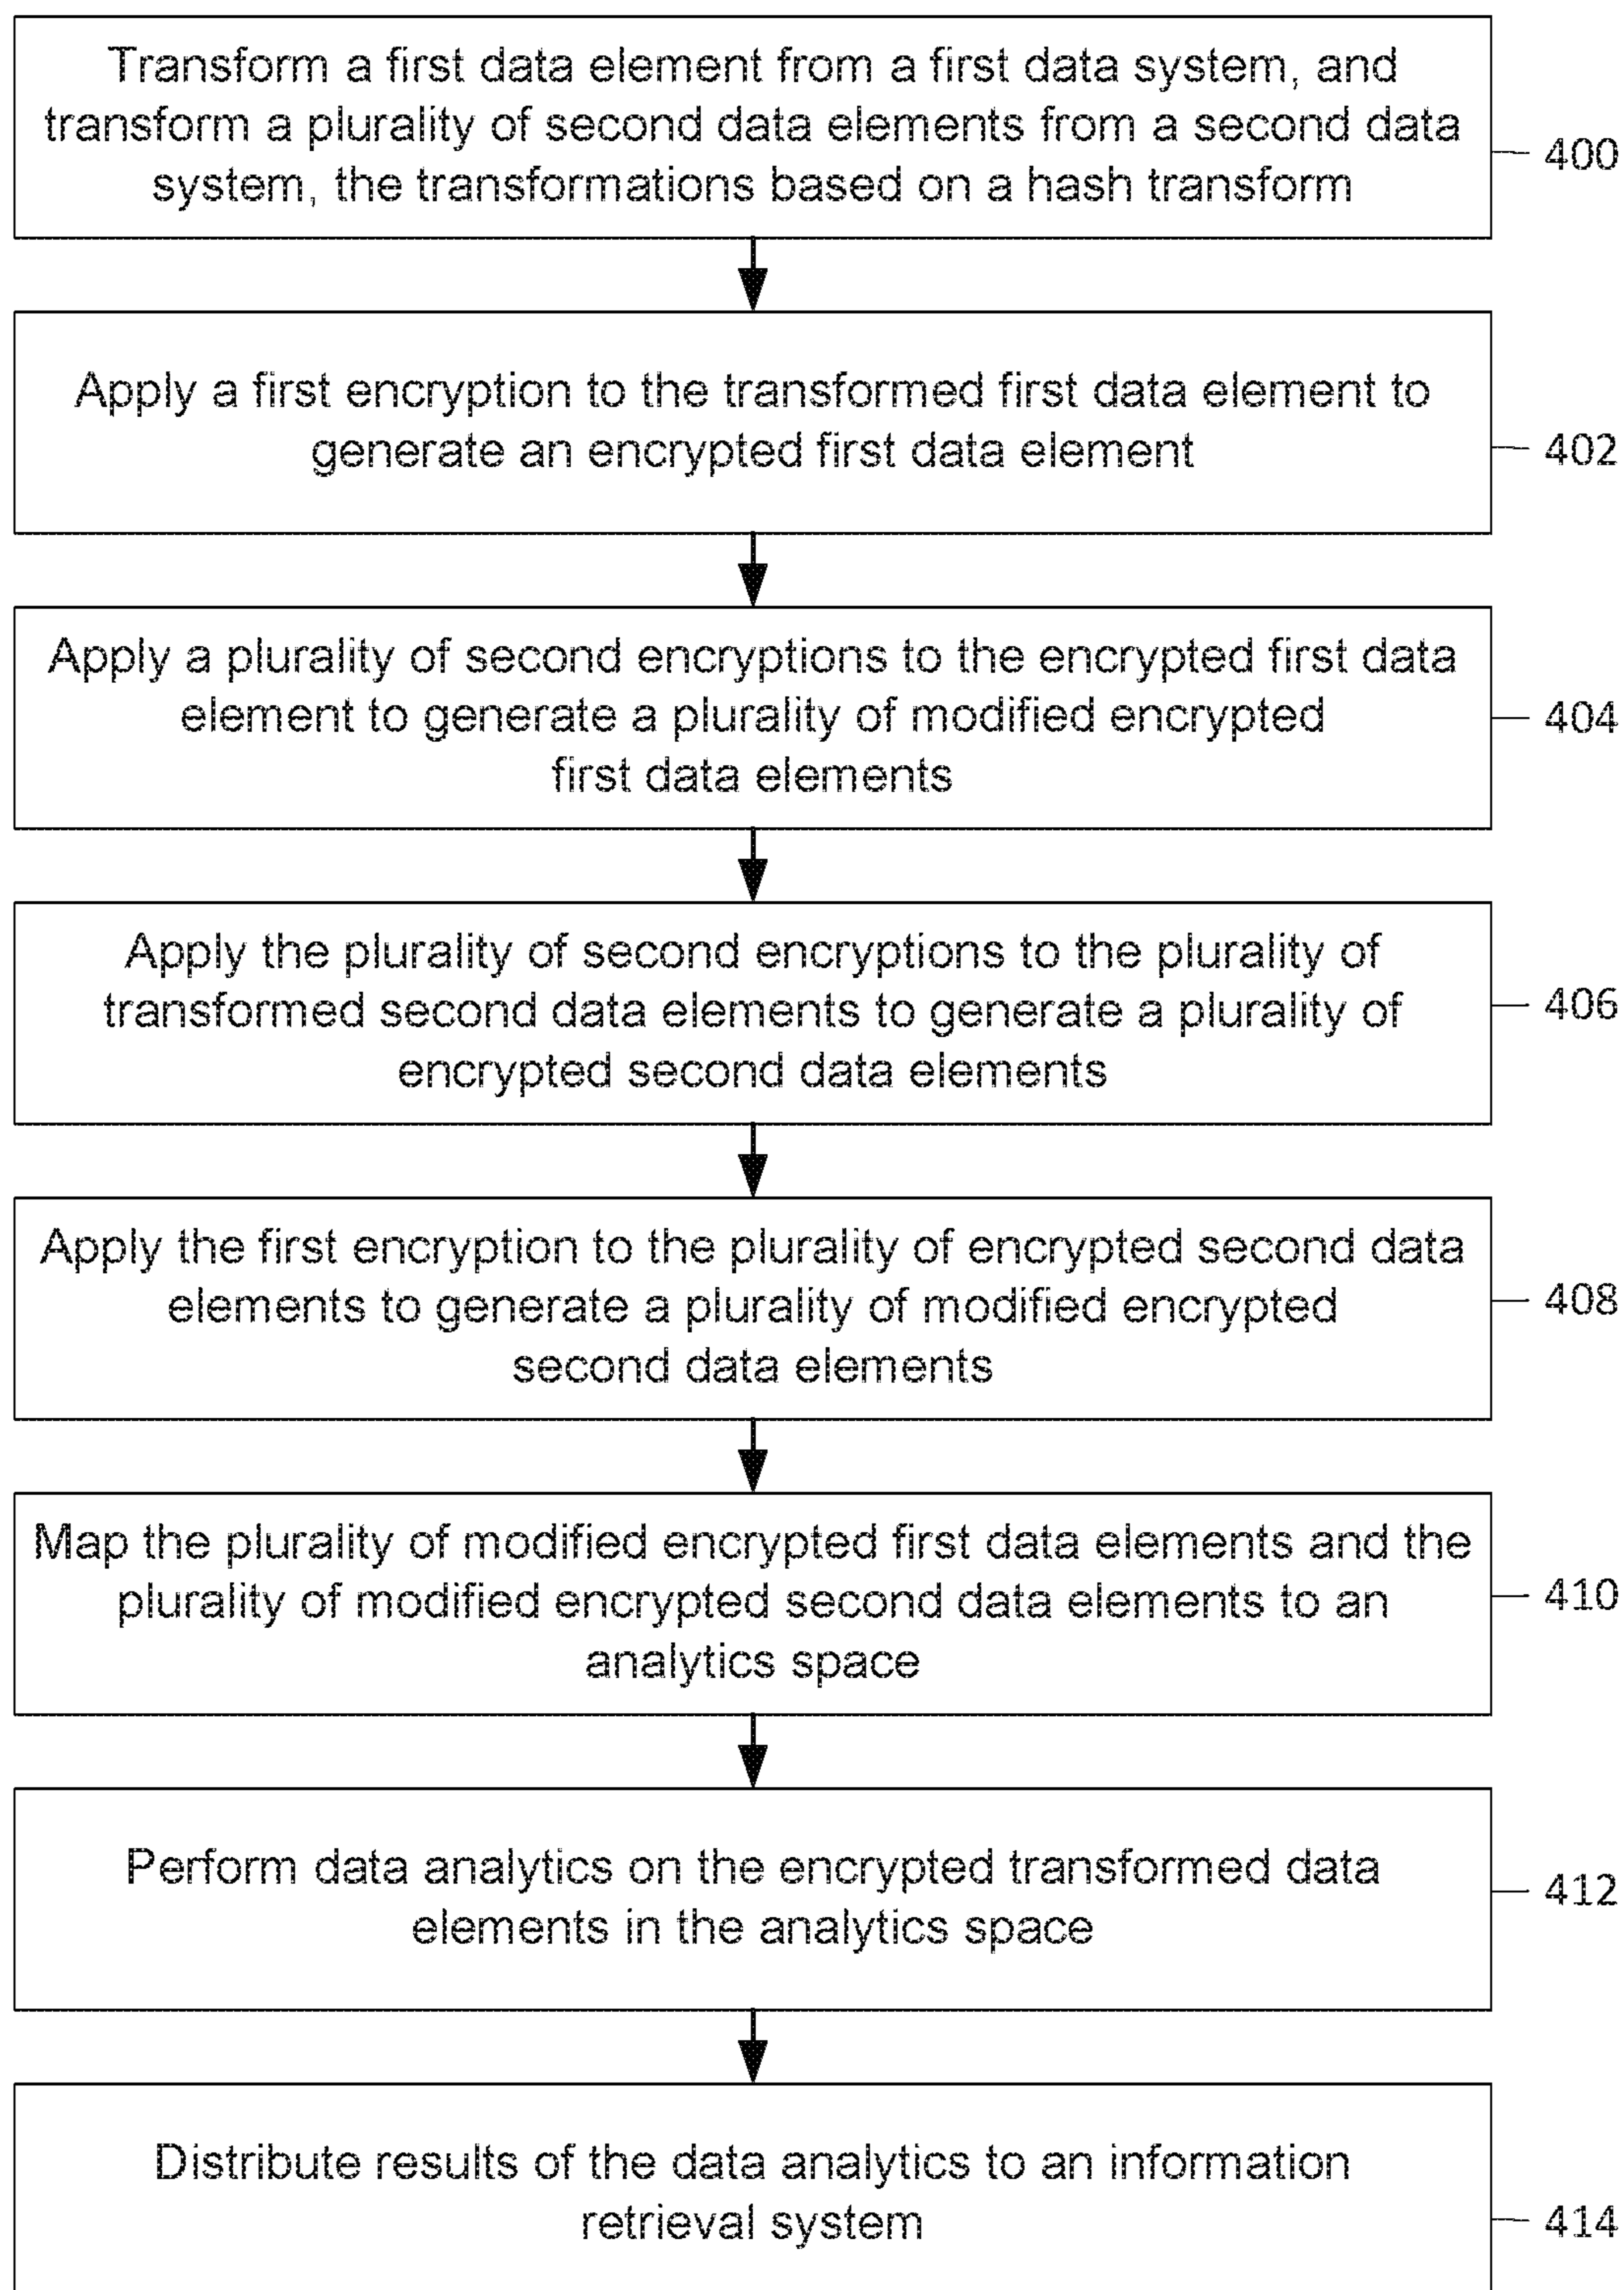 Transform a first data element from a first data system, and
transform a plurality of second data elements from a second data
system, the transformations based on a hash transform
400
Apply a first encryption to the transformed first data element to
generate an encrypted first data element
402
Apply a plurality of second encryptions to the encrypted first data
element to generate a plurality of modified encrypted
first data elements
404
Apply the plurality of second encryptions to the plurality of
transformed second data elements to generate a plurality of
encrypted second data elements
406
Apply the first encryption to the plurality of encrypted second data
elements to generate a plurality of modified encrypted
second data elements
408
Map the plurality of modified encrypted first data elements and the
plurality of modified encrypted second data elements to an
analytics space
410
Perform data analytics on the encrypted transformed data
elements in the analytics space
412
Distribute results of the data analytics to an information
retrieval system
414